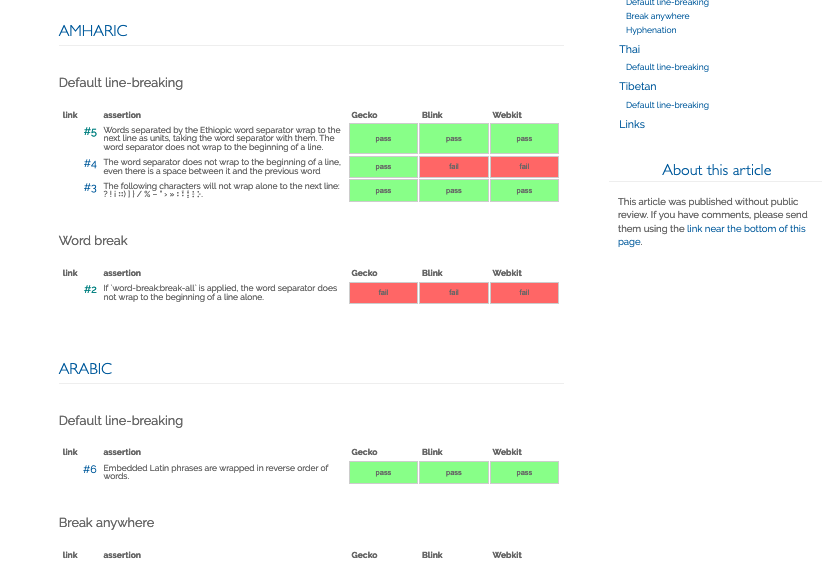 AMHARIC
Default line-breaking
link assertion Gecko Blink Webkit
#5 Words separated by the Ethiopic word separator wrap to the
next line as units, taking the word separator with them. The
word separator does not wrap to the beginning of a line.
pass pass pass
#4 The word separator does not wrap to the beginning of a line,
even there is a space between it and the previous word
pass fail fail
#3 The following characters will not wrap alone to the next line:
pass pass pass
Word break
link assertion Gecko Blink Webkit
#2 If 'word-break:break-all' is applied, the word separator does
not wrap to the beginning of a line alone.
fail fail fail
ARABIC
Default line-breaking
link assertion Gecko Blink Webkit
#6 Embedded Latin phrases are wrapped in reverse order of
words.
pass pass pass
Break anywhere
link assertion Gecko Blink Webkit
Default line-breaking
Break anywhere
Hyphenation
Thai
Default line-breaking
Tibetan
Default line-breaking
Links
About this article
This article was published without public
review. If you have comments, please send
them using the link near the bottom of this
page.